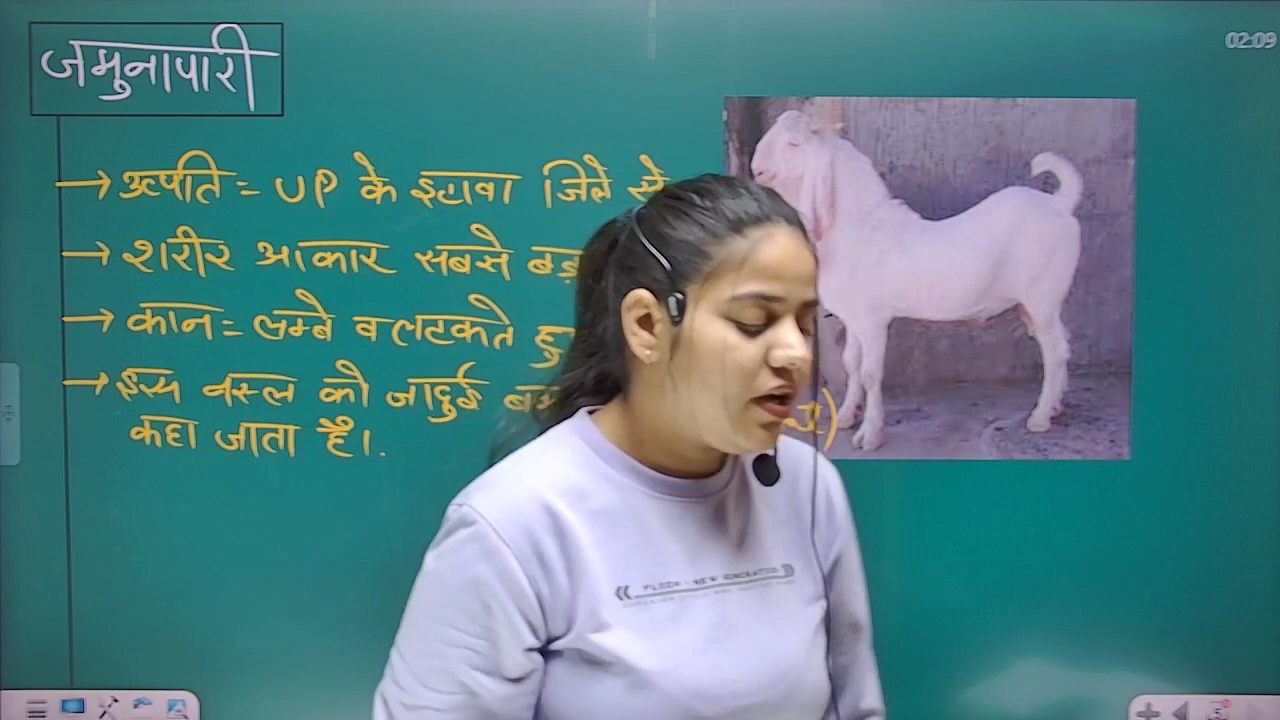 जमुनापारी
02:09
→ उत्पति = UP के इटावा जिले से
→ शरीर आकार सबसे
→ कान = लम्बे व लटकते
→ इस नस्ल को जादुई
कहा जाता है।